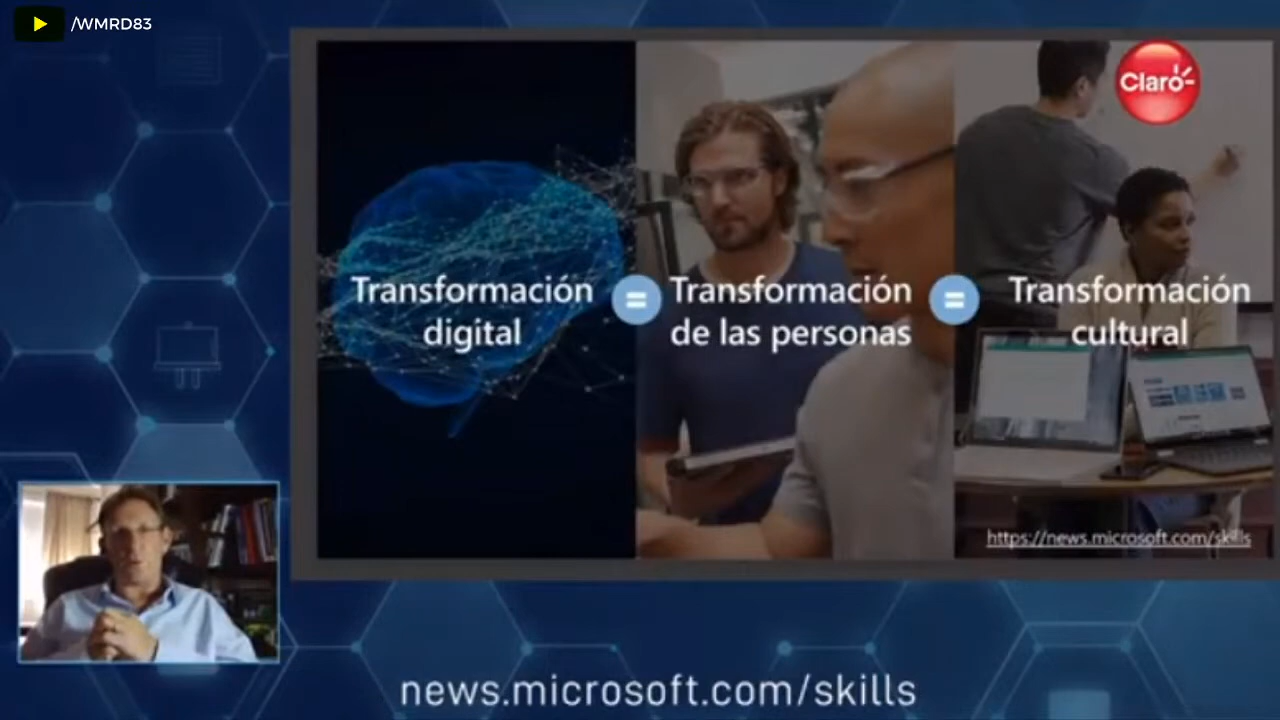 /WMRD83
Claro
Transformación
digital
=
Transformación
de las personas
=
Transformación
cultural
https://news.microsoft.com/skills
news.microsoft.com/skills